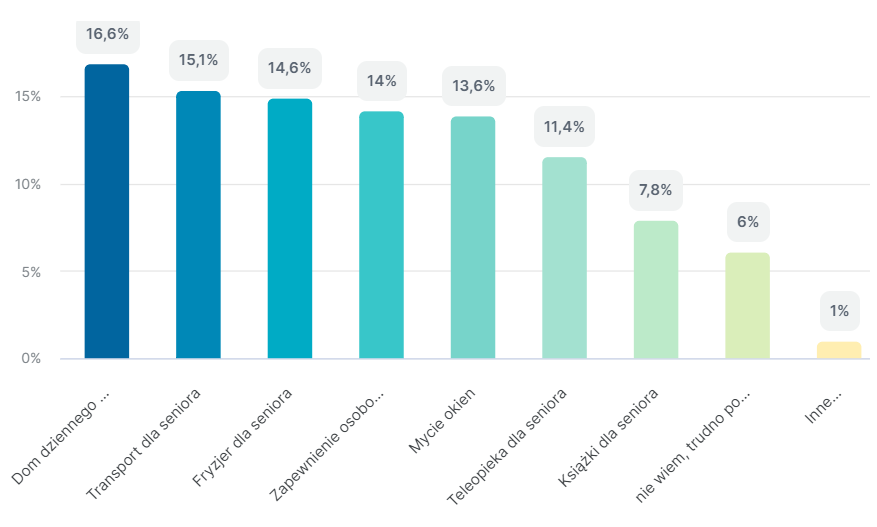 16,6%
15,1%
14,6%
14%
13,6%
11,4%
7,8%
6%
1%
15%
10%
5%
0%
Dom dziennego ...
Transport dla seniora
Fryzjer dla seniora
Zapewnienie osobo...
Mycie okien
Teleopieka dla seniora
Książki dla seniora
nie wiem, trudno po...
Inne...